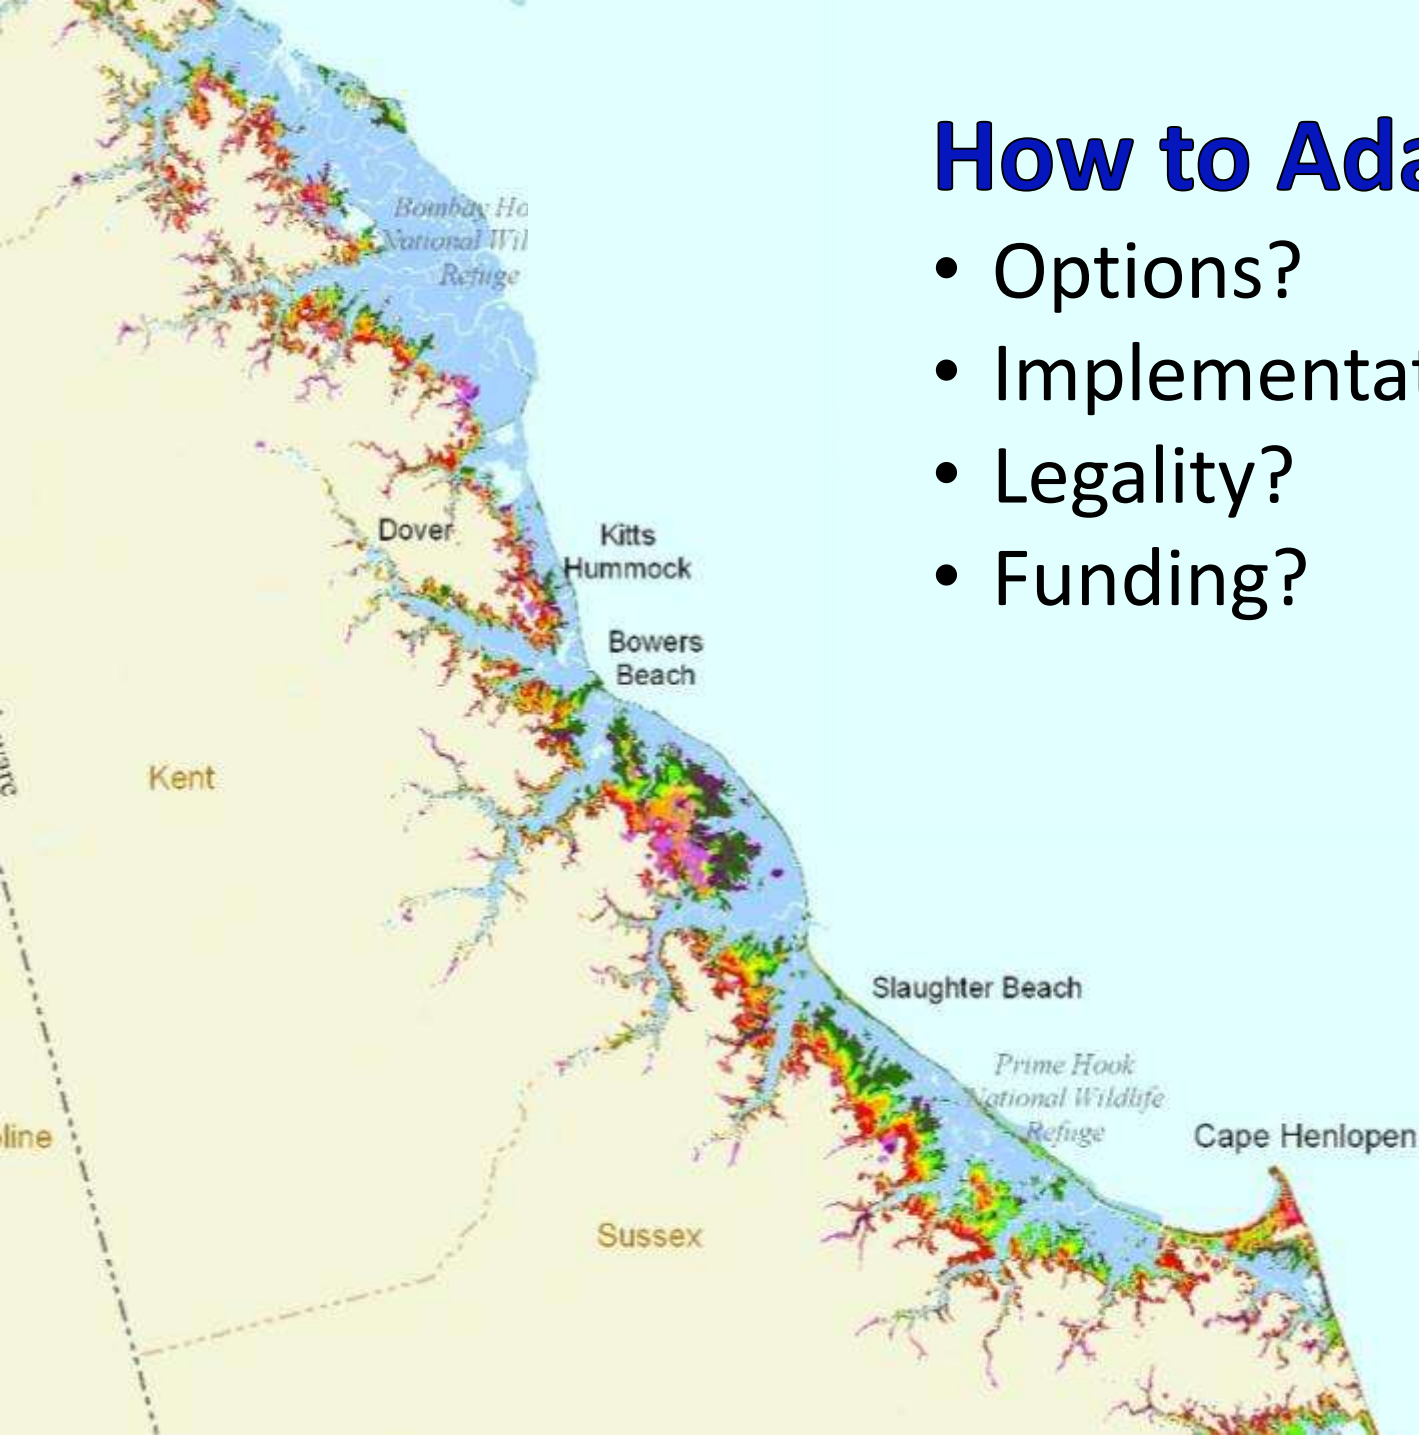 How to Ada
• Options?
• Implementat
• Legality?
• Funding?
Bombay Ho
National Wil
Refuge
Dover
Kitts
Hummock
Bowers
Beach
Kent
Slaughter Beach
Prime Hook
National Wildlife
Refuge
Cape Henlopen
line
Sussex